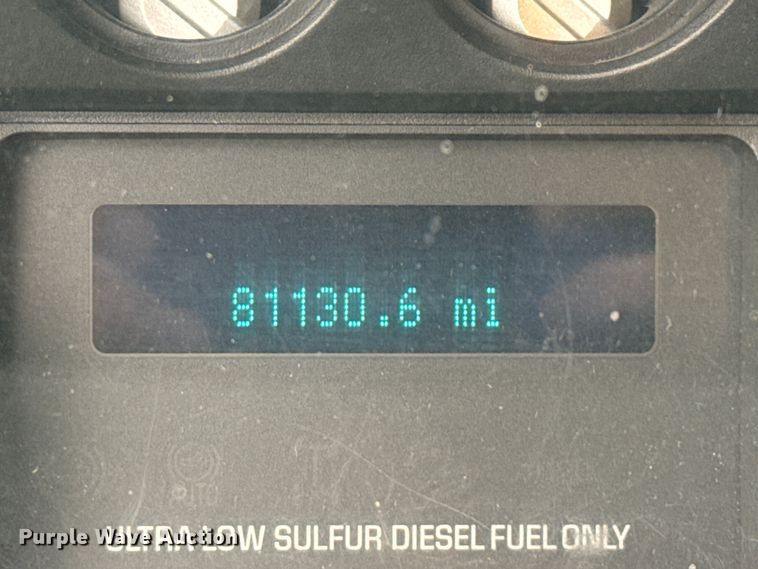 81130.6 mi
ULTRA LOW SULFUR DIESEL FUEL ONLY
Purple Wave Auction